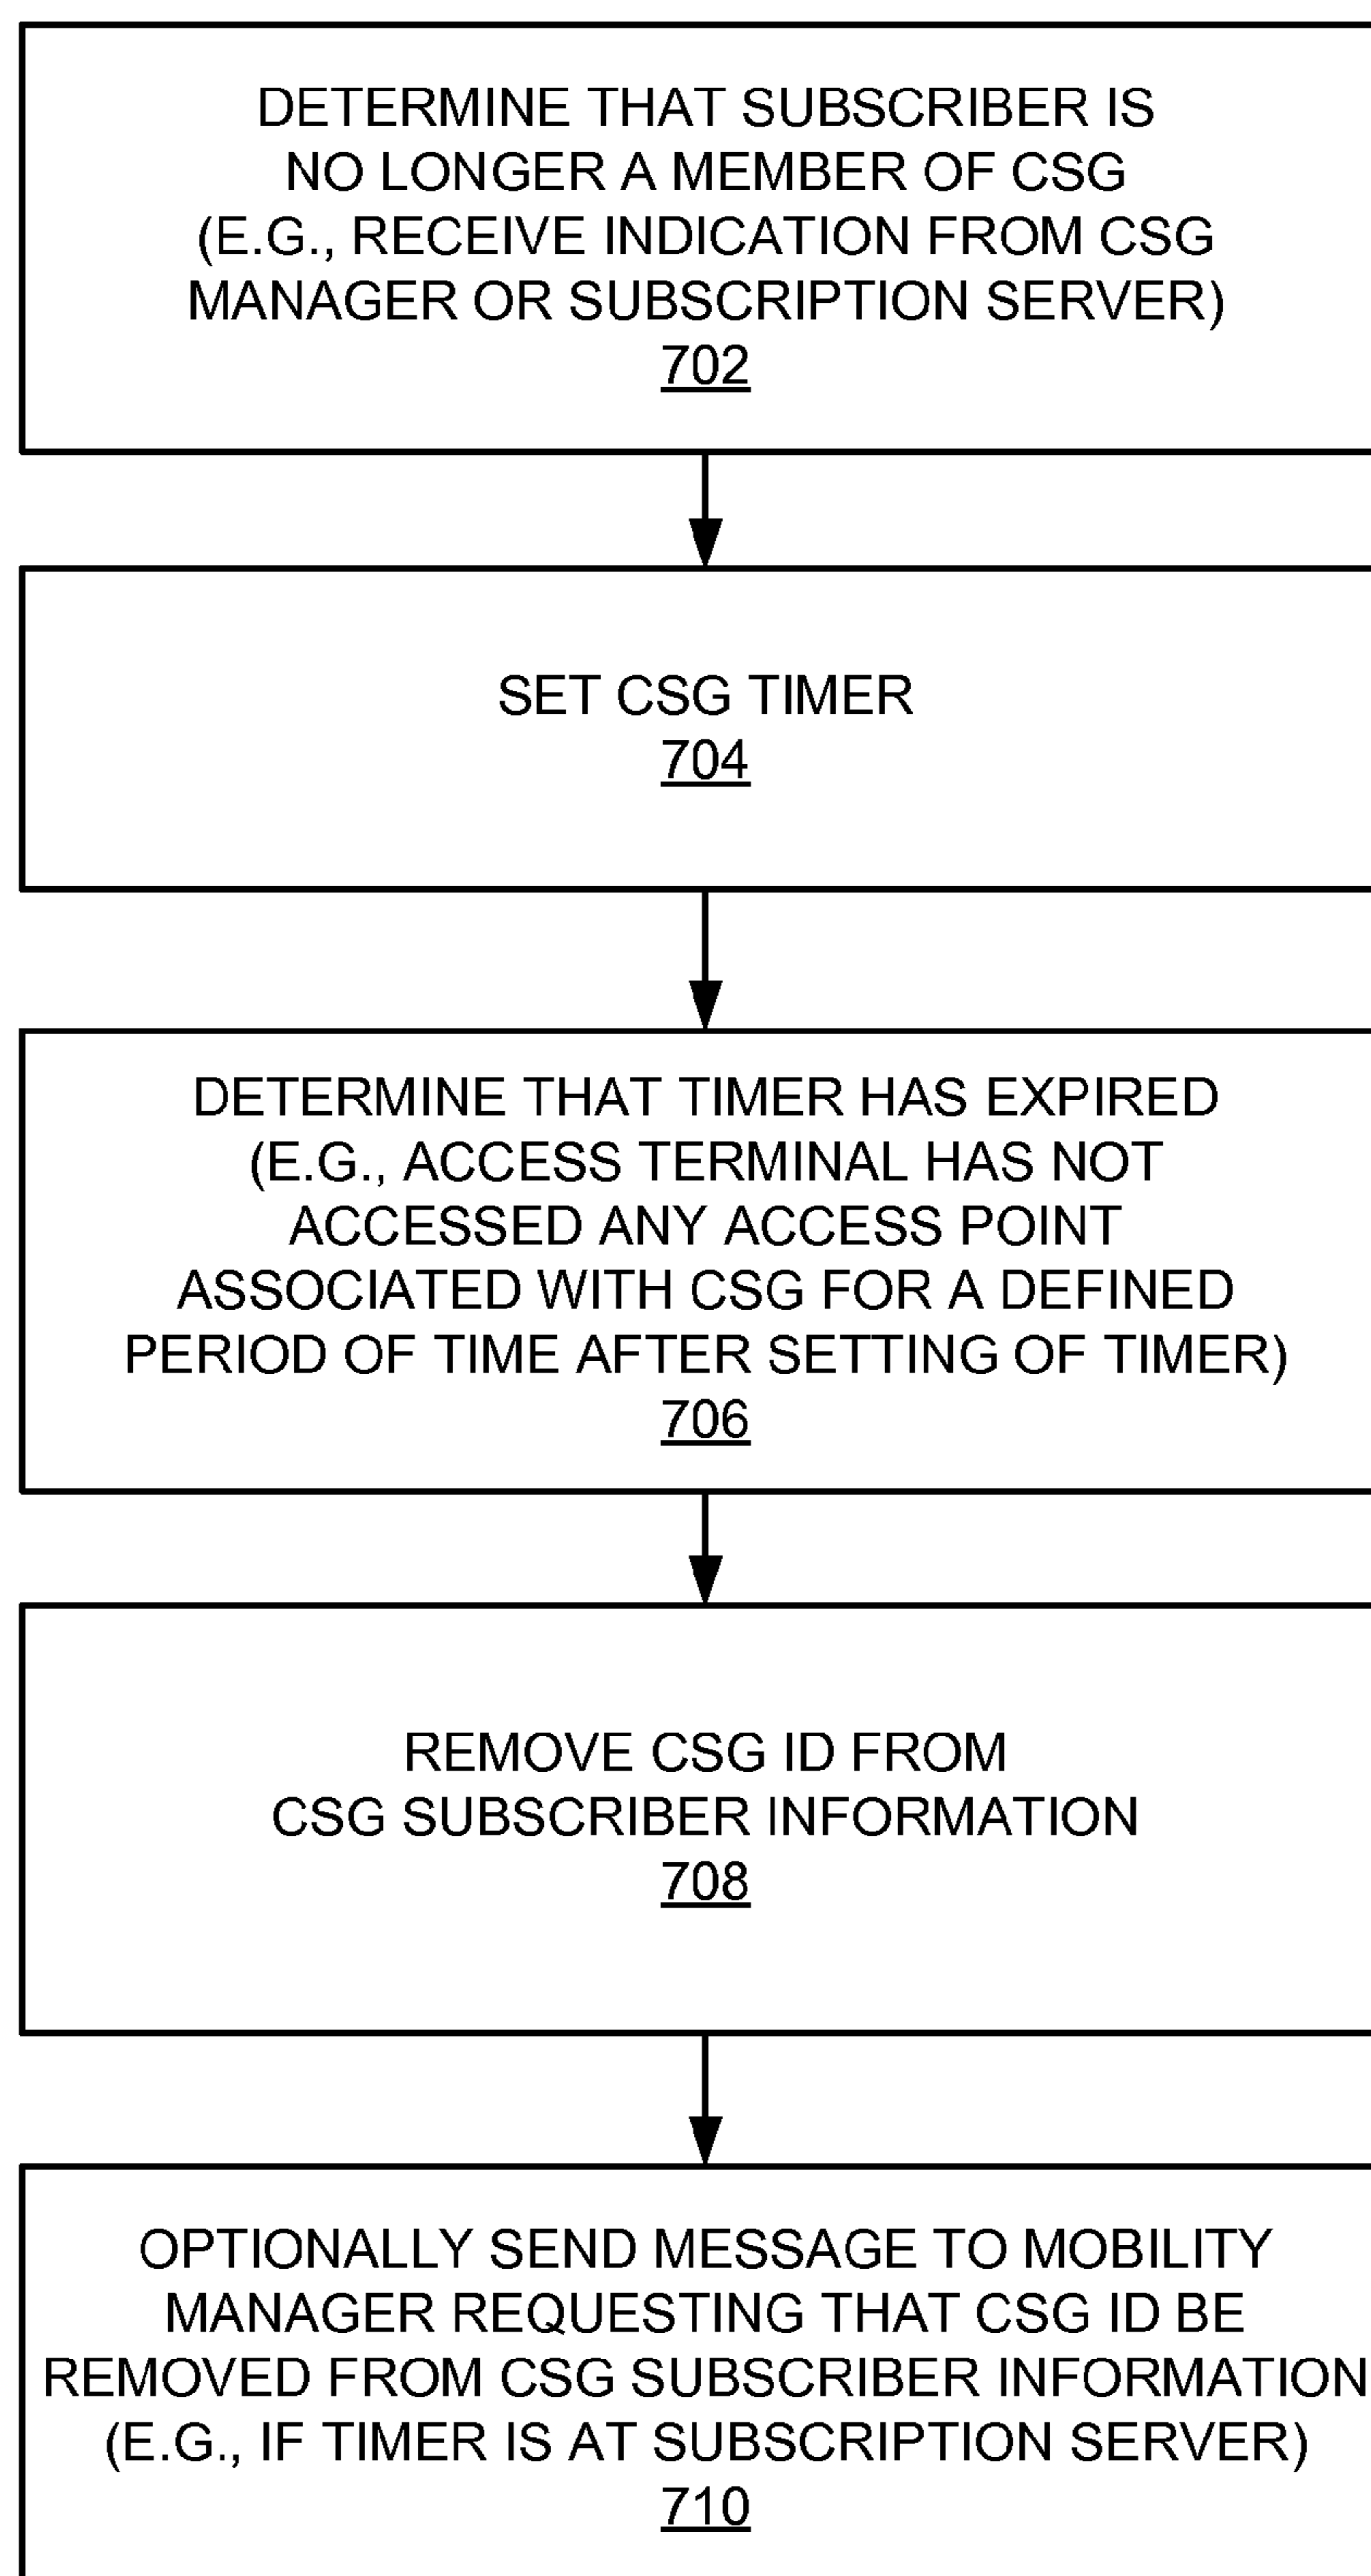 DETERMINE THAT SUBSCRIBER IS
NO LONGER A MEMBER OF CSG
(E.G., RECEIVE INDICATION FROM CSG
MANAGER OR SUBSCRIPTION SERVER)
702
SET CSG TIMER
704
DETERMINE THAT TIMER HAS EXPIRED
(E.G., ACCESS TERMINAL HAS NOT
ACCESSED ANY ACCESS POINT
ASSOCIATED WITH CSG FOR A DEFINED
PERIOD OF TIME AFTER SETTING OF TIMER)
706
REMOVE CSG ID FROM
CSG SUBSCRIBER INFORMATION
708
OPTIONALLY SEND MESSAGE TO MOBILITY
MANAGER REQUESTING THAT CSG ID BE
REMOVED FROM CSG SUBSCRIBER INFORMATION
(E.G., IF TIMER IS AT SUBSCRIPTION SERVER)
710